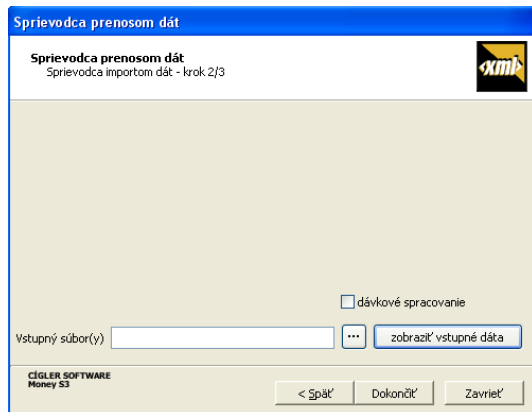 Sprievodca prenosom dát
Sprievodca prenosom dát
Sprievodca importom dát - krok 2/3
<xml>
dávkové spracovanie
Vstupný súbor(y)
...
zobraziť vstupné dáta
CÍGLER SOFTWARE
Money S3
< Späť
Dokončiť
Zavrieť